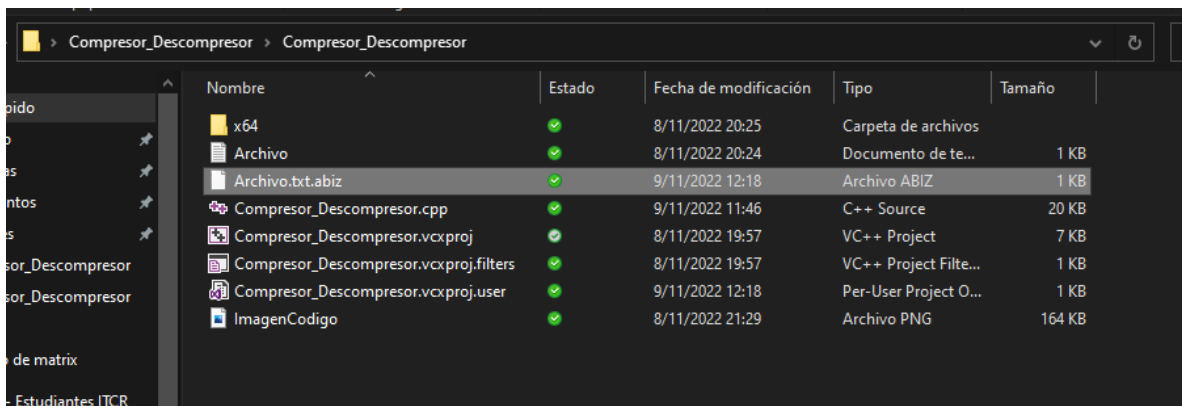 Compresor_Descompresor > Compresor_Descompresor
Nombre Estado Fecha de modificación Tipo Tamaño
x64 8/11/2022 20:25 Carpeta de archivos
Archivo 8/11/2022 20:24 Documento de te... 1 KB
Archivo.txt.abiz 9/11/2022 12:18 Archivo ABIZ 1 KB
Compresor_Descompresor.cpp 9/11/2022 11:46 C++ Source 20 KB
Compresor_Descompresor.vcxproj 8/11/2022 19:57 VC++ Project 7 KB
Compresor_Descompresor.vcxproj.filters 8/11/2022 19:57 VC++ Project Filte... 1 KB
Compresor_Descompresor.vcxproj.user 9/11/2022 12:18 Per-User Project O... 1 KB
ImagenCodigo 8/11/2022 21:29 Archivo PNG 164 KB
pido
as
ntos
es
sor_Descompresor
sor_Descompresor
de matrix
- Estudiantes ITCR